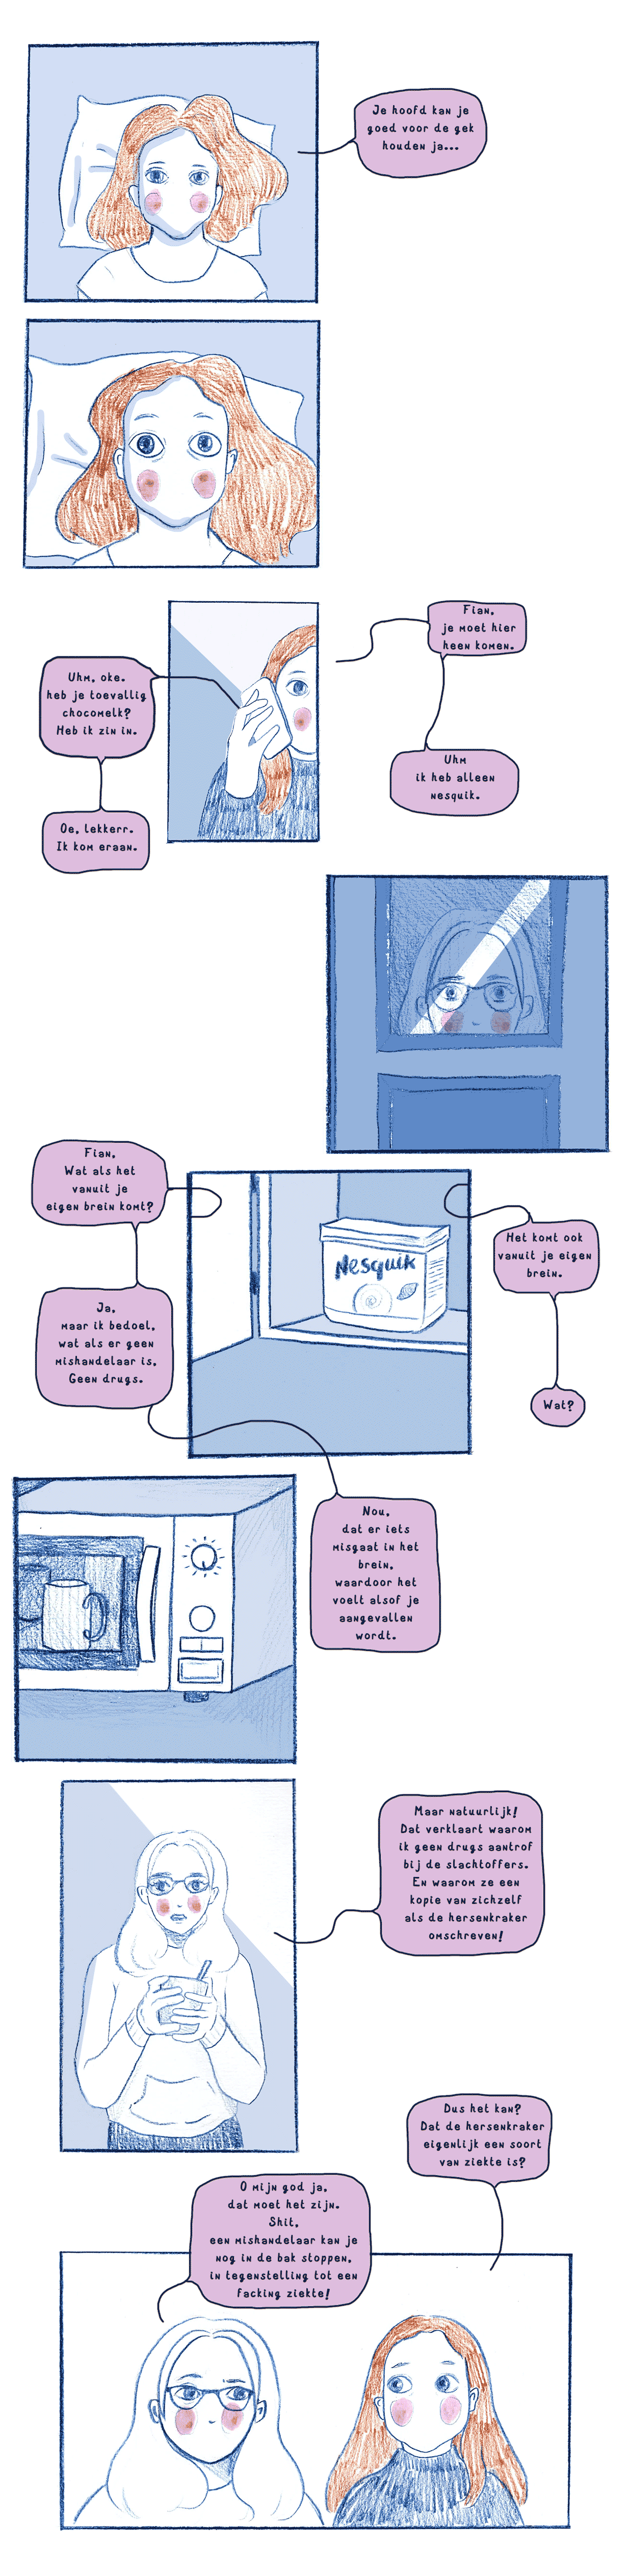 Je hoofd kan je
goed voor de gek
houden ja...
Fian,
je moet hier
heen komen.
Uhm, oke.
heb je toevallig
chocomelk?
Heb ik zin in.
Uhm
ik heb alleen
nesquik.
Oe, lekkerr.
Ik kom eraan.
Fian,
Wat als het
vanuit je
eigen brein komt?
Het komt ook
vanuit je eigen
brein.
Nesquik
Ja,
maar ik bedoel,
wat als er geen
mishandelaar is.
Geen drugs.
Wat?
Nou,
dat er iets
misgaat in het
brein,
waardoor het
voelt alsof je
aangevallen
wordt.
Maar natuurlijk!
Dat verklaart waarom
ik geen drugs aantrof
bij de slachtoffers.
En waarom ze een
kopie van zichzelf
als de hersenkraker
omschreven!
Dus het kan?
Dat de hersenkraker
eigenlijk een soort
van ziekte is?
O mijn god ja,
dat moet het zijn.
Shit,
een mishandelaar kan je
nog in de bak stoppen,
in tegenstelling tot een
facking ziekte!